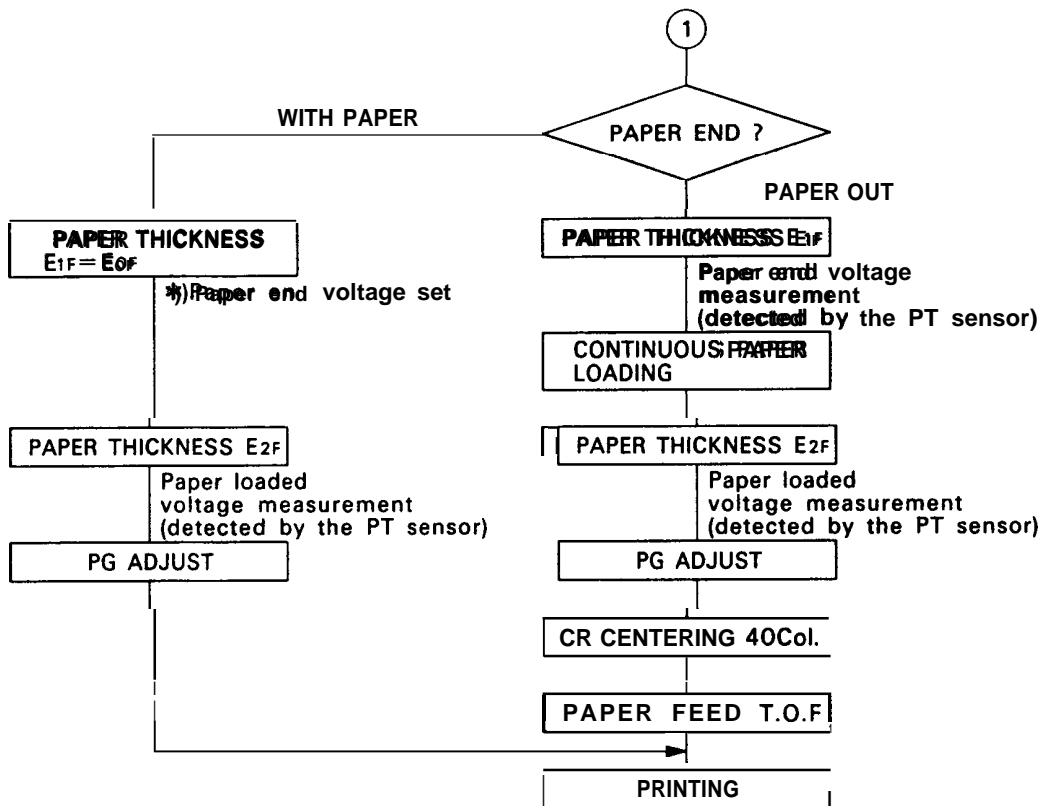 1
PAPER END ?
WITH PAPER
PAPER OUT
PAPER THICKNESS
E1F=E0F
*) Paper end voltage set
PAPER THICKNESS E2F
Paper loaded
voltage measurement
(detected by the PT sensor)
PG ADJUST
PAPER THICKNESS E1F
Paper end voltage
measurement
(detected by the PT sensor)
CONTINUOUS PAPER
LOADING
PAPER THICKNESS E2F
Paper loaded
voltage measurement
(detected by the PT sensor)
PG ADJUST
CR CENTERING 40Col.
PAPER FEED T.O.F
PRINTING